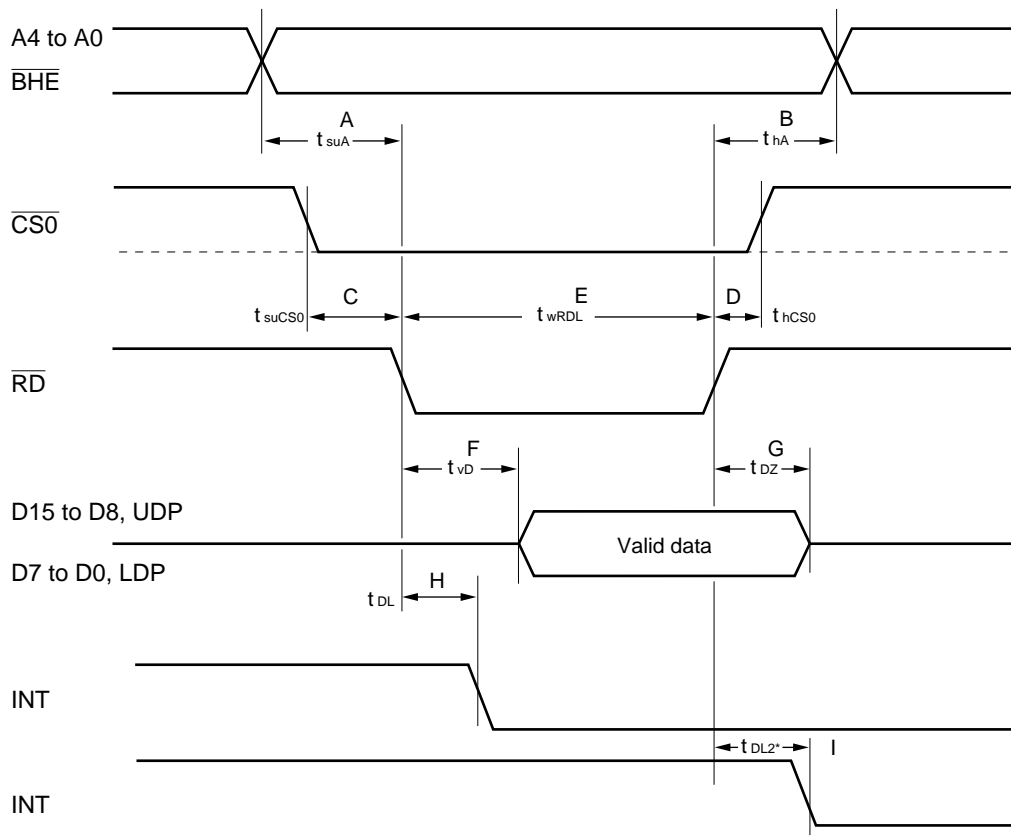 A4 to A0
BHE
A
t suA
B
t hA
CS0
C
t suCS0
E
t wRDL
D
t hCS0
RD
F
t vD
G
t DZ
D15 to D8, UDP
Valid data
D7 to D0, LDP
H
t DL
INT
t DL2*
I
INT